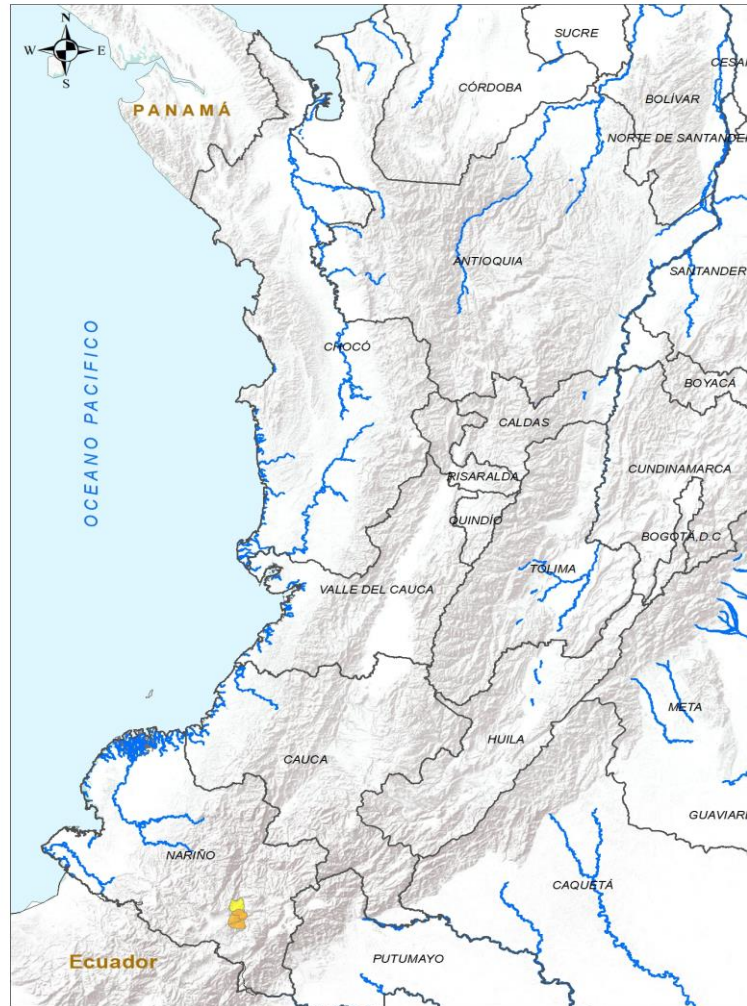 N
W E
S
SUCRE
CESAR
CÓRDOBA
BOLÍVAR
PANAMÁ
NORTE DE SANTANDER
ANTIOQUIA
SANTANDER
OCEANO PACIFICO
CHOCÓ
BOYACÁ
CALDAS
CUNDINAMARCA
RISARALDA
QUINDÍO
BOGOTÁ,D.C
TOLIMA
VALLE DEL CAUCA
META
HUILA
CAUCA
GUAVIARE
NARIÑO
CAQUETÁ
Ecuador
PUTUMAYO